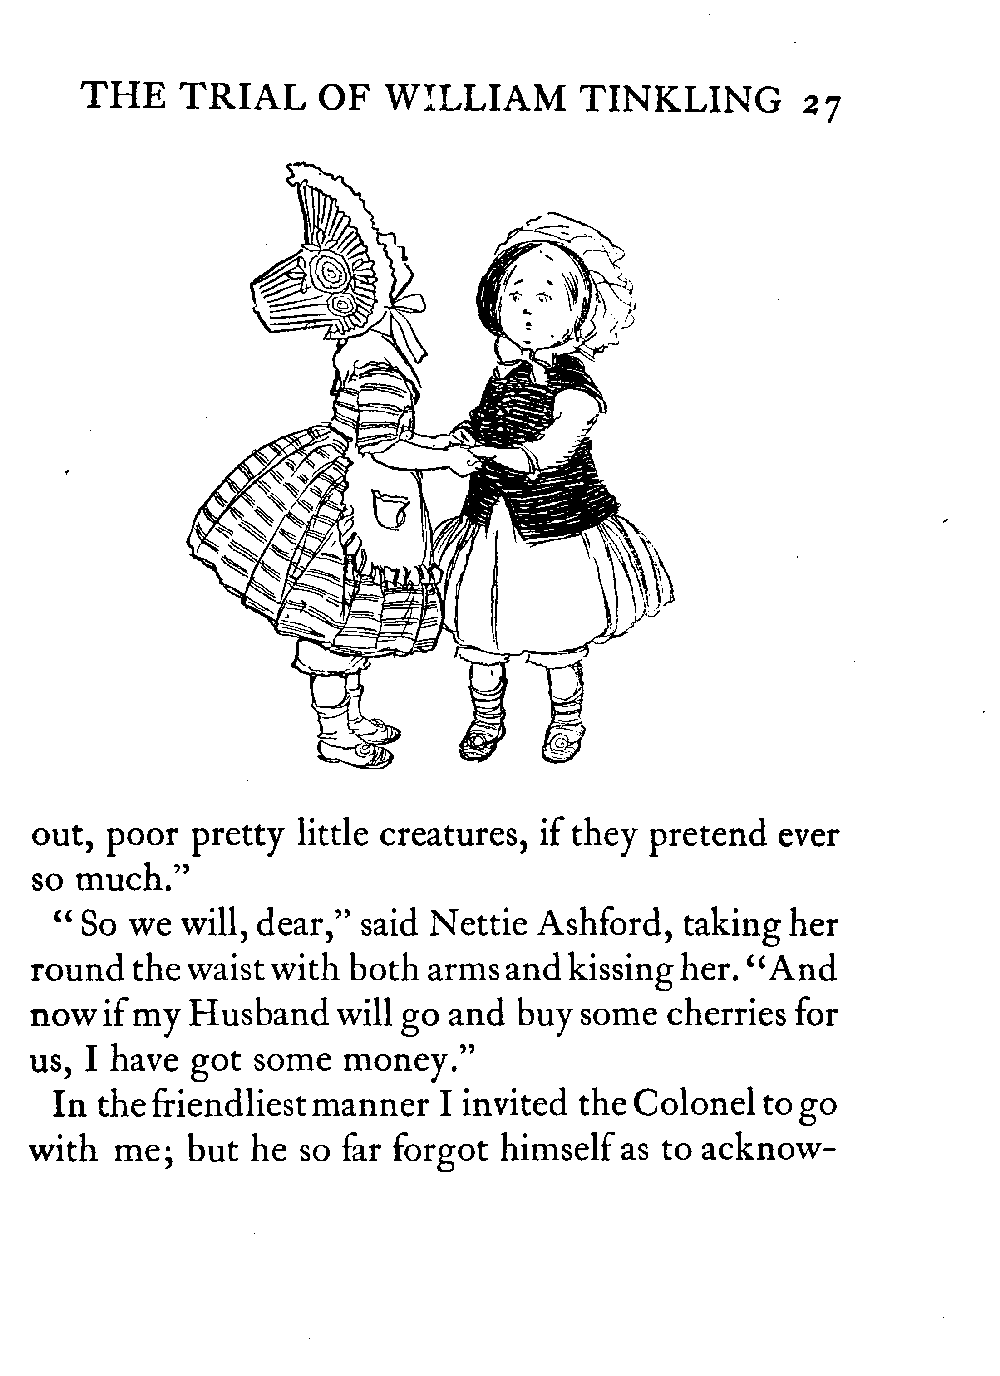 THE TRIAL OF WILLIAM TINKLING 27
out, poor pretty little creatures, if they pretend ever
so much.”
“So we will, dear,” said Nettie Ashford, taking her
round the waist with both arms and kissing her. “And
now if my Husband will go and buy some cherries for
us, I have got some money.”
In the friendliest manner I invited the Colonel to go
with me; but he so far forgot himself as to acknow-